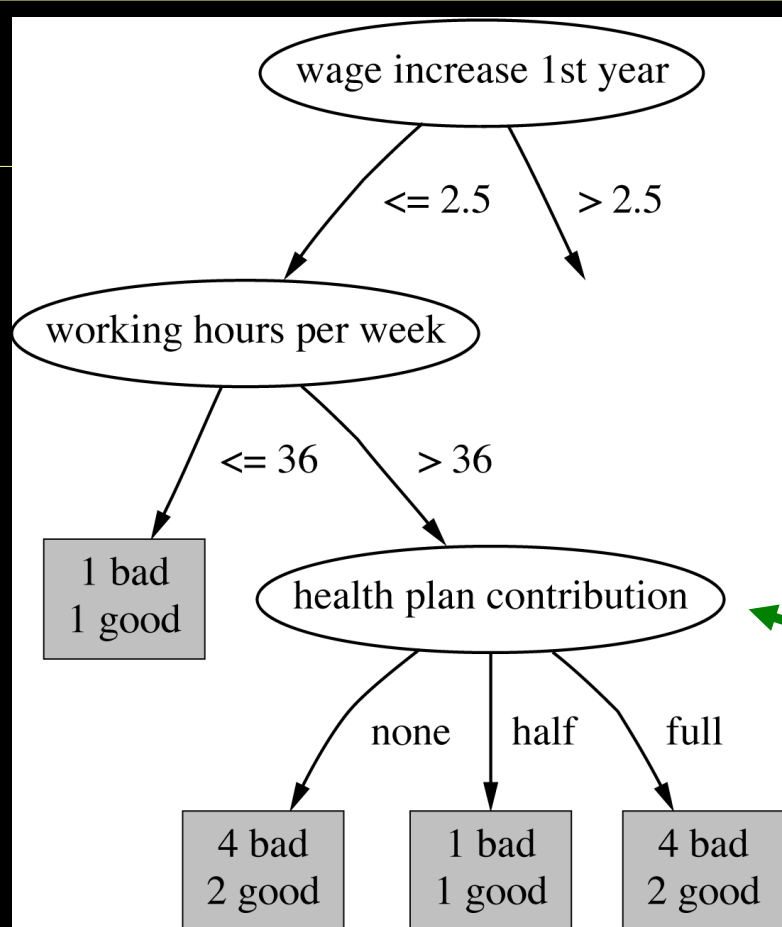 wage increase 1st year
<= 2.5
> 2.5
working hours per week
<= 36
> 36
1 bad
1 good
health plan contribution
none
half
full
4 bad
2 good
1 bad
1 good
4 bad
2 good